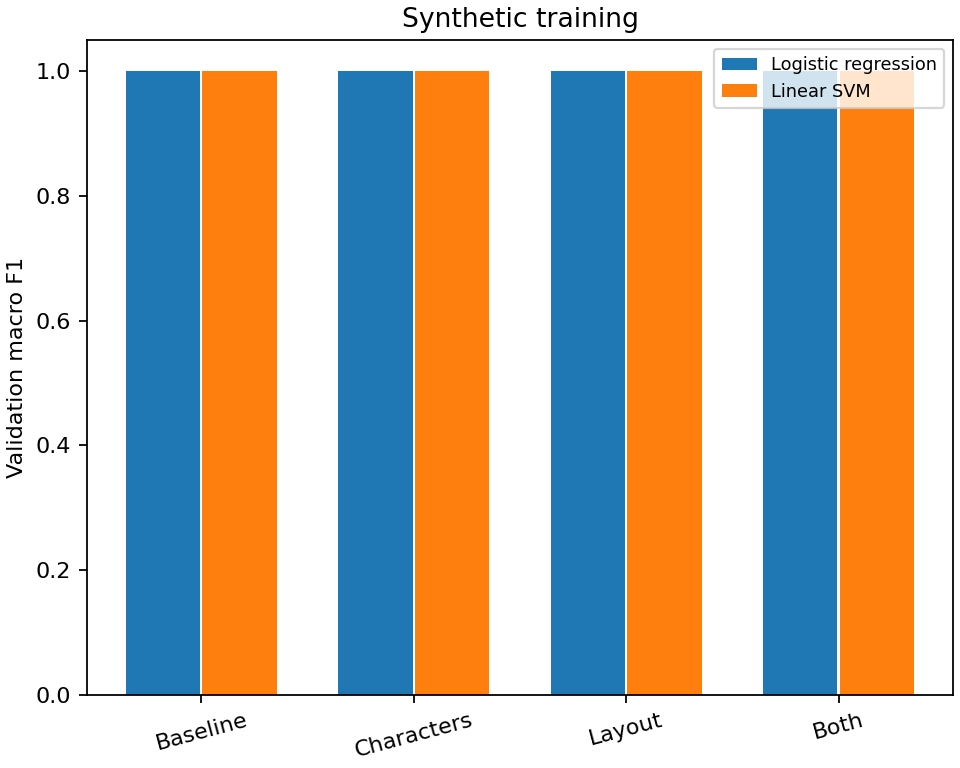 Synthetic training
Logistic regression
Linear SVM
Validation macro F1
1.0
0.8
0.6
0.4
0.2
0.0
Baseline
Characters
Layout
Both